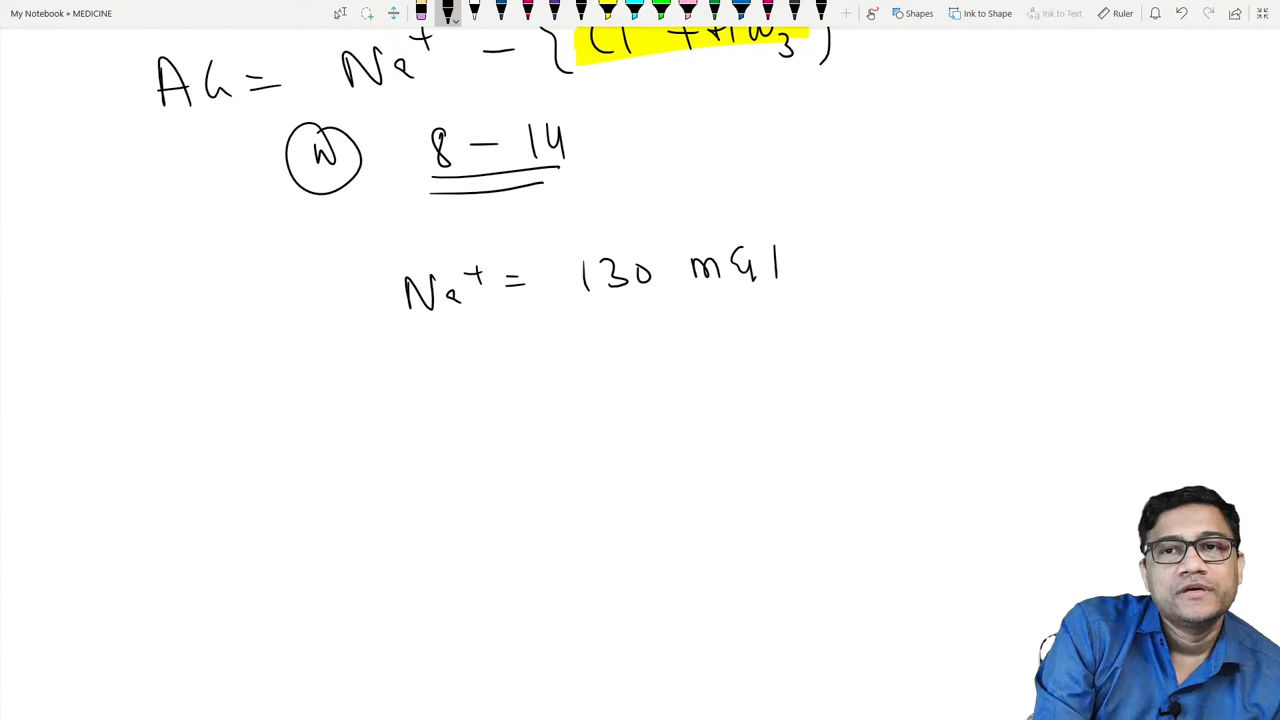 My Notebook » MEDICINE
Shapes Ink to Shape Ink to Text Ruler
AG = Na⁺ - {(Cl⁻ + HCO₃)
N 8 - 14
Na⁺ = 130 mEq l